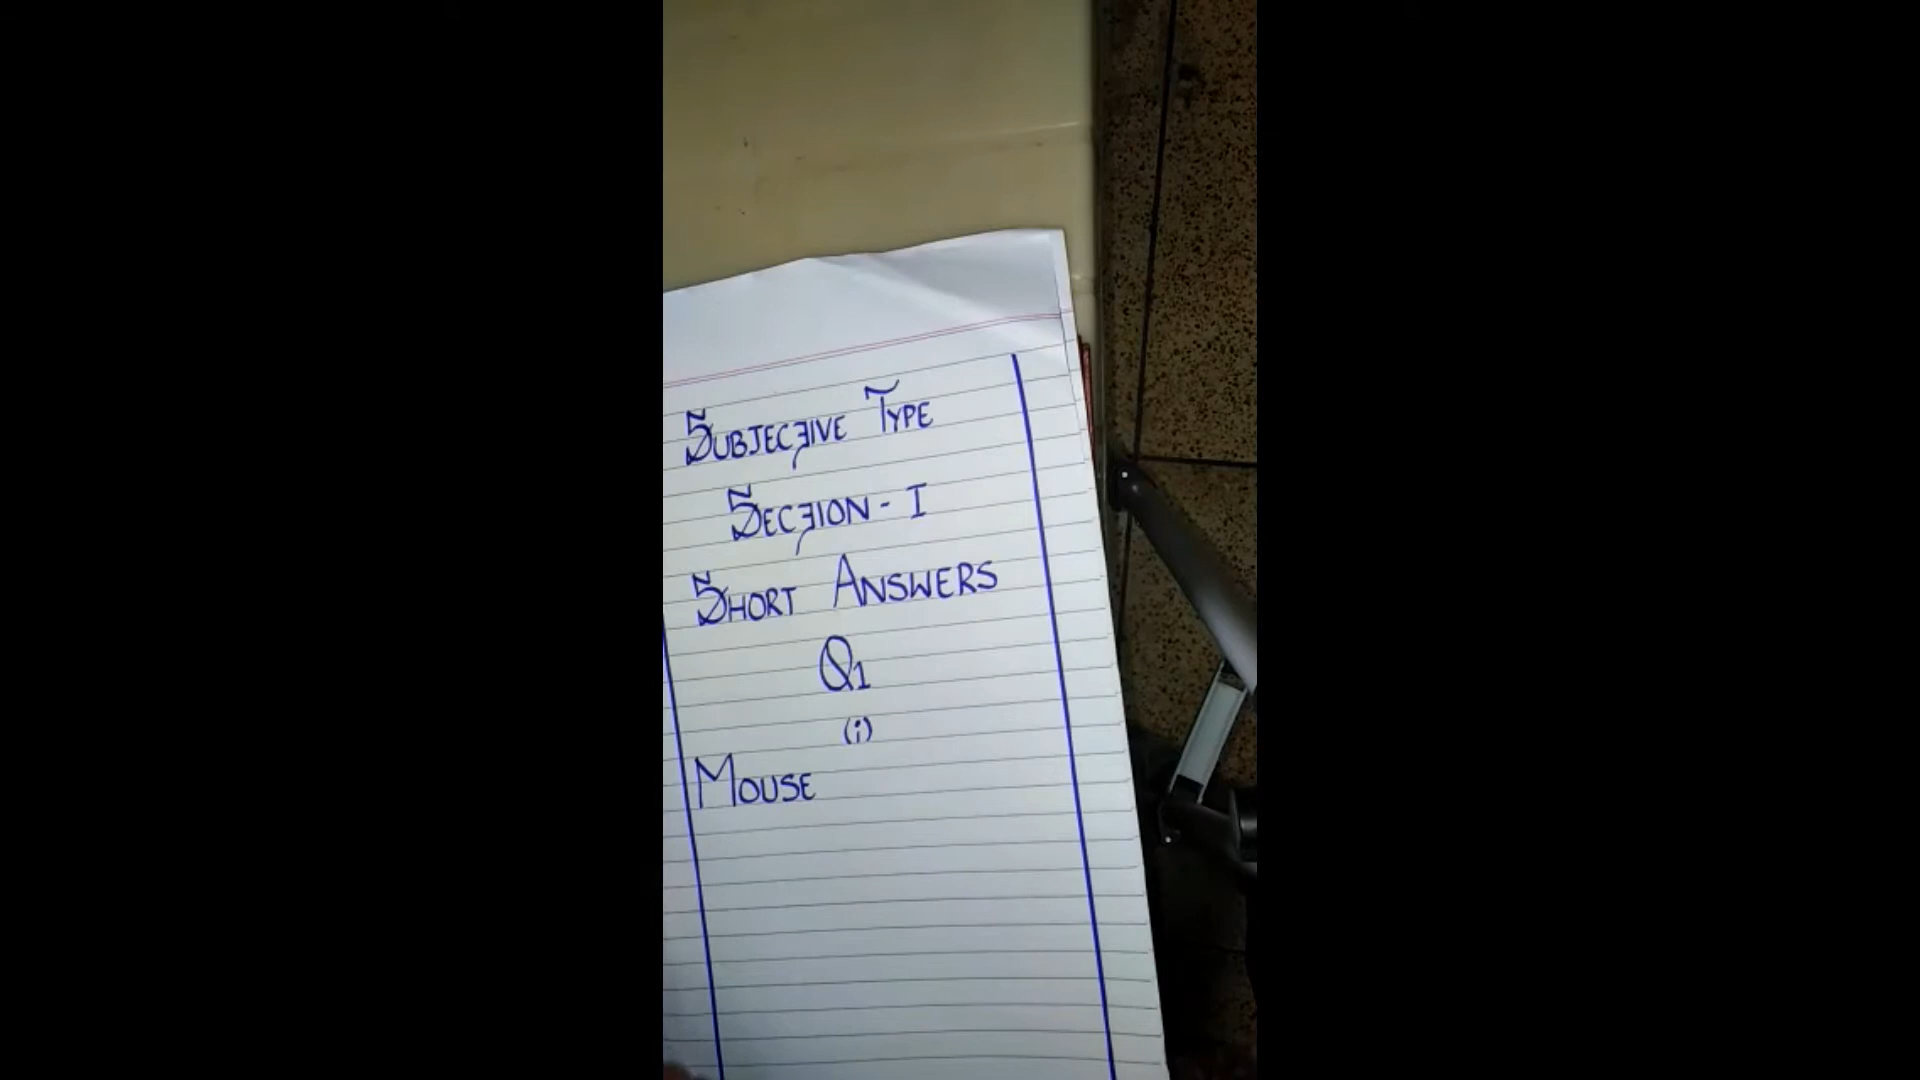 SUBJECTIVE TYPE
SECTION - I
SHORT ANSWERS
Q1
(i)
MOUSE